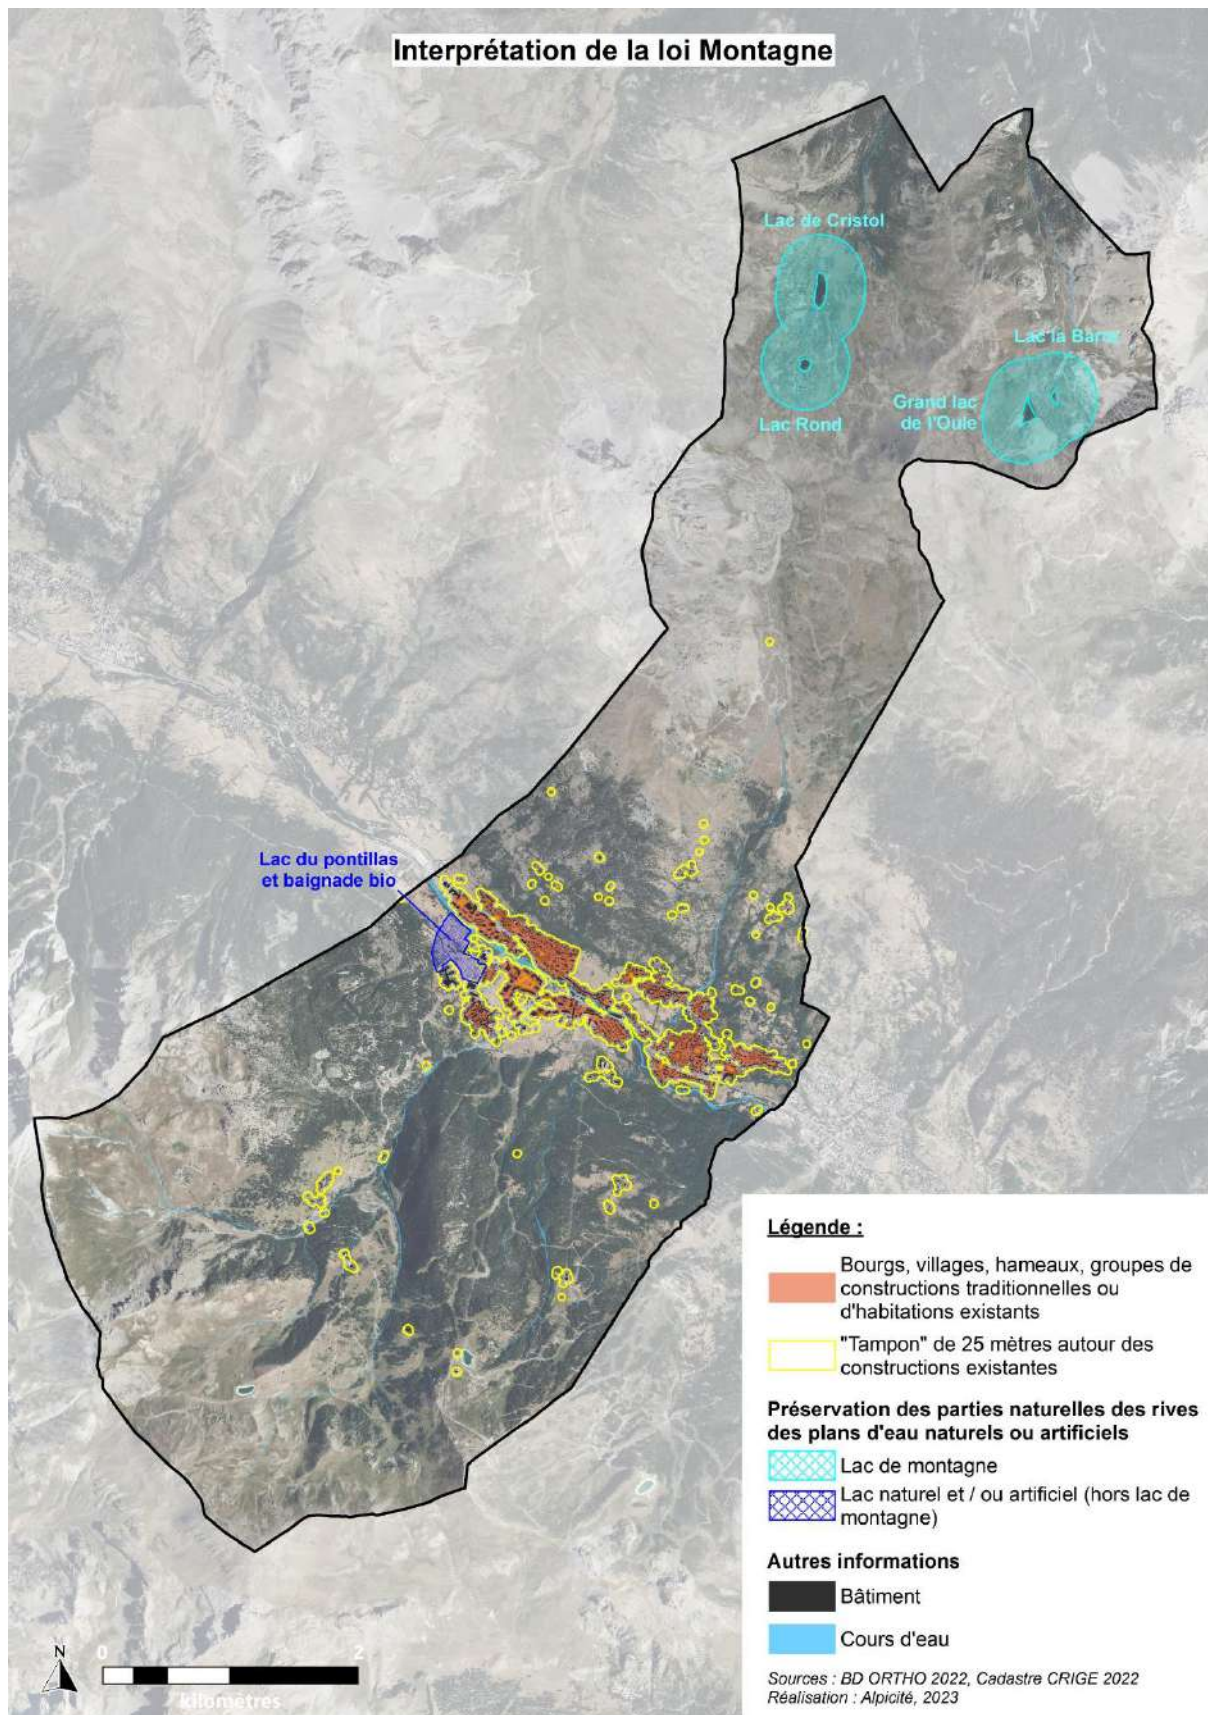 Interprétation de la loi Montagne
Lac de Cristol
Lac la Barre
Grand lac
de l'Oule
Lac Rond
Lac du pontillas
et baignade bio
Légende :
Bourgs, villages, hameaux, groupes de
constructions traditionnelles ou
d'habitations existants
"Tampon" de 25 mètres autour des
constructions existantes
Préservation des parties naturelles des rives
des plans d'eau naturels ou artificiels
Lac de montagne
Lac naturel et / ou artificiel (hors lac de
montagne)
Autres informations
Bâtiment
Cours d'eau
Sources : BD ORTHO 2022, Cadastre CRIGE 2022
Réalisation : Alpicité, 2023
N
0 2
kilomètres